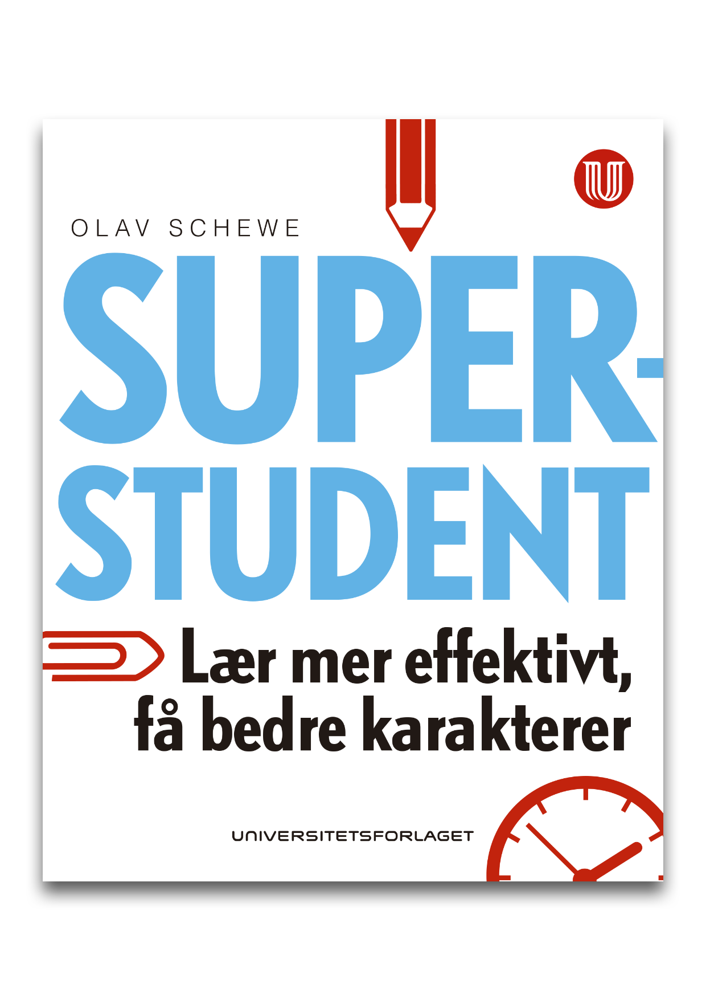 OLAV SCHEWE
SUPER-
STUDENT
Lær mer effektivt,
få bedre karakterer
UNIVERSITETSFORLAGET